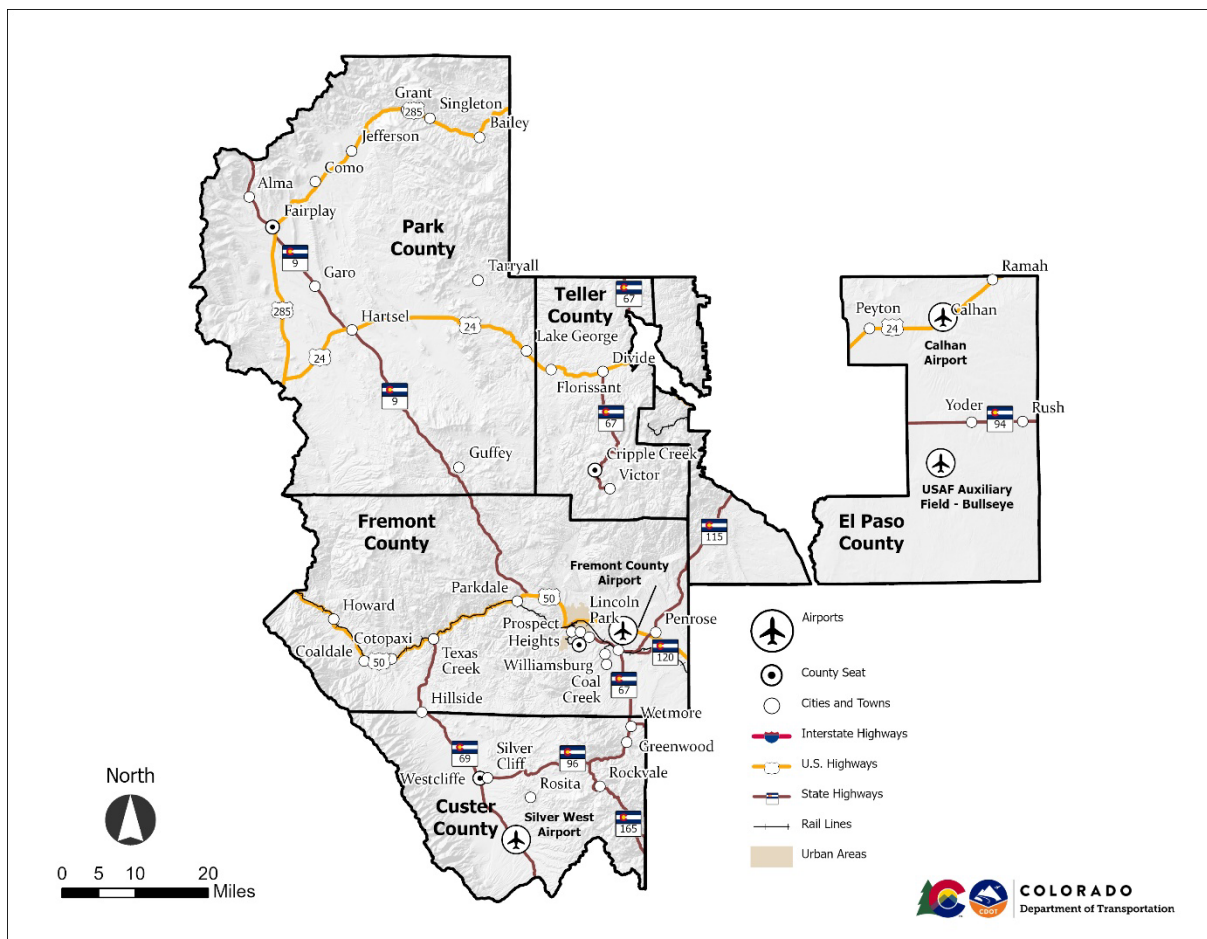 Grant
Singleton
285
Bailey
Jefferson
Como
Alma
Fairplay
Park
County
9
Garo
Tarryall
285
Hartsel
24
24
Lake George
9
Guffey
Teller
County
67
Divide
Florissant
67
Cripple Creek
Victor
Ramah
Peyton
24
Calhan
Calhan
Airport
Yoder
94
Rush
USAF Auxiliary
Field - Bullseye
El Paso
County
115
Fremont
County
Fremont County
Airport
Parkdale
50
Lincoln
Park
Penrose
Howard
Prospect
Heights
Cotopaxi
Coaldale
50
Texas
Creek
Williamsburg
Coal
Creek
120
67
Hillside
Wetmore
Greenwood
69
Silver
Cliff
96
Westcliffe
Rosita
Rockvale
Custer
County
Silver West
Airport
165
Airports
County Seat
Cities and Towns
Interstate Highways
U.S. Highways
State Highways
Rail Lines
Urban Areas
North
0 5 10 20
Miles
CDOT
COLORADO
Department of Transportation